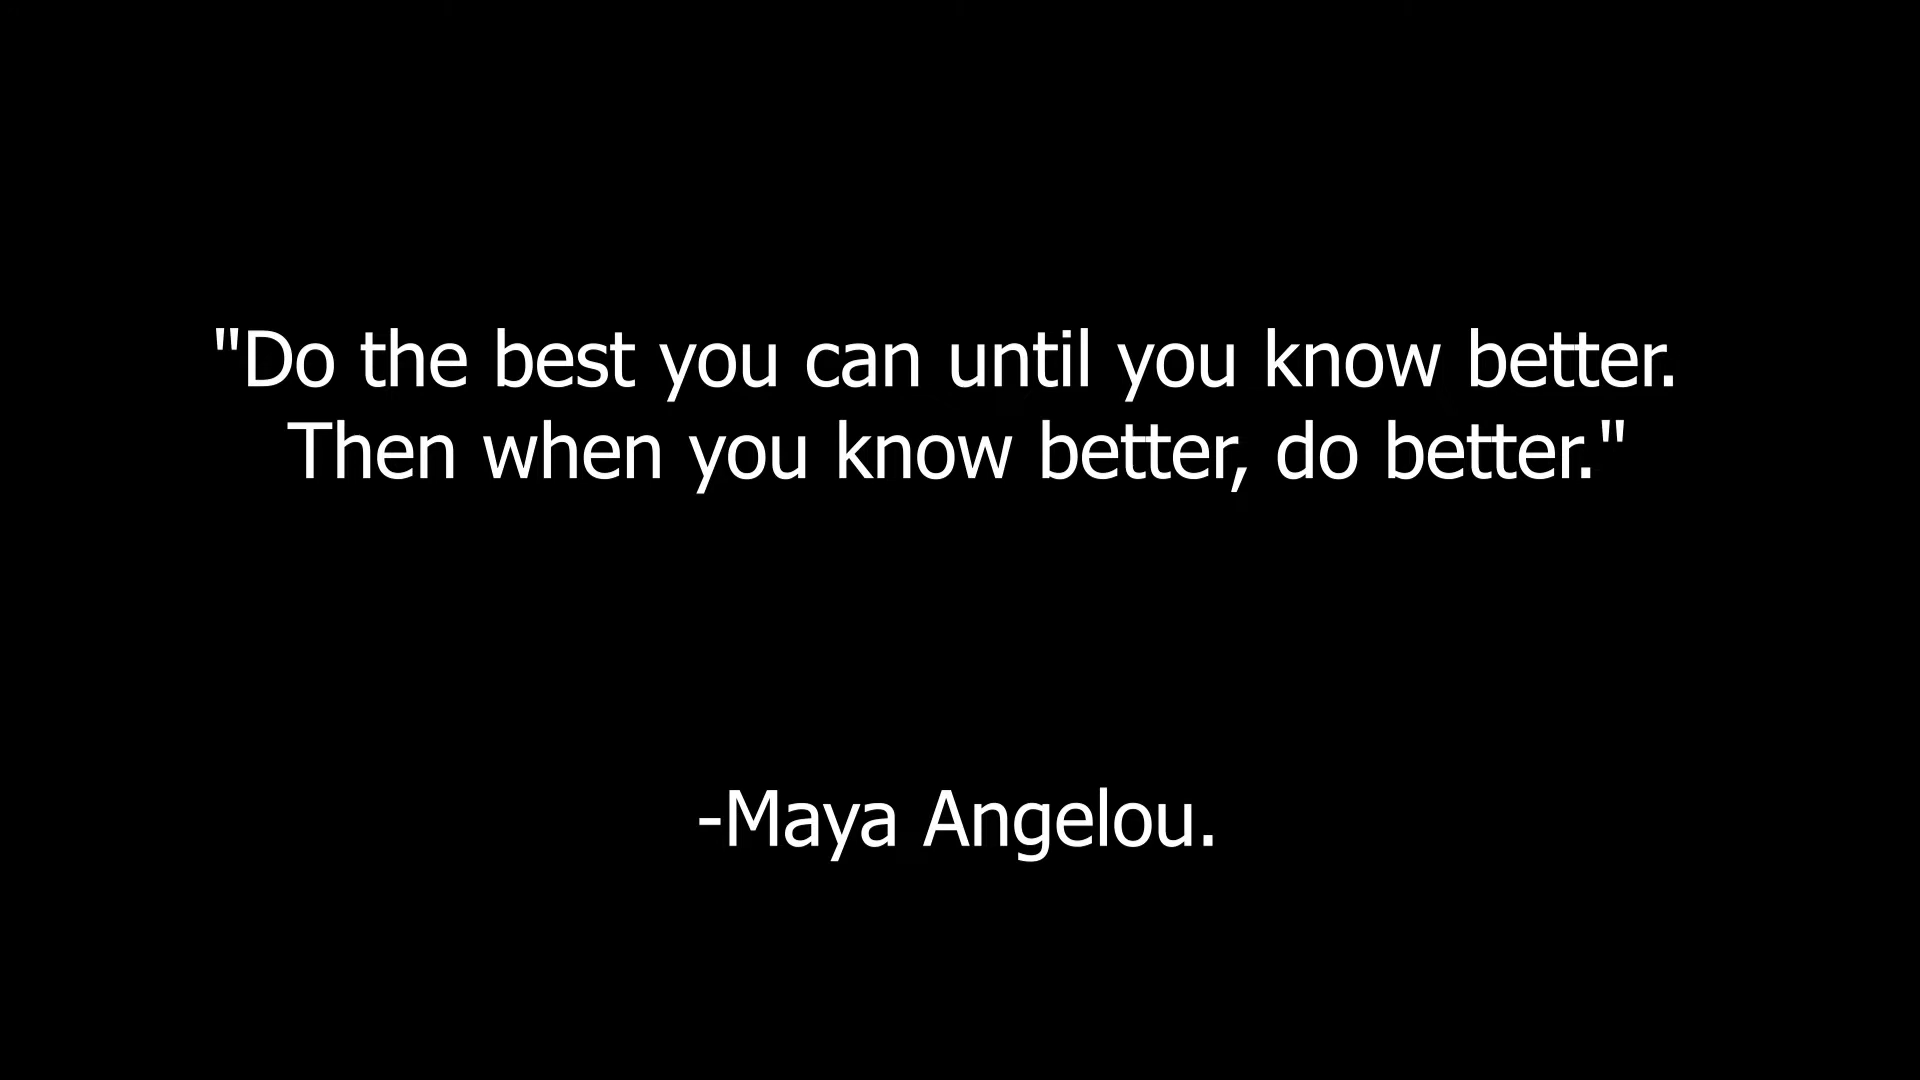 "Do the best you can until you know better.
Then when you know better, do better."
-Maya Angelou.